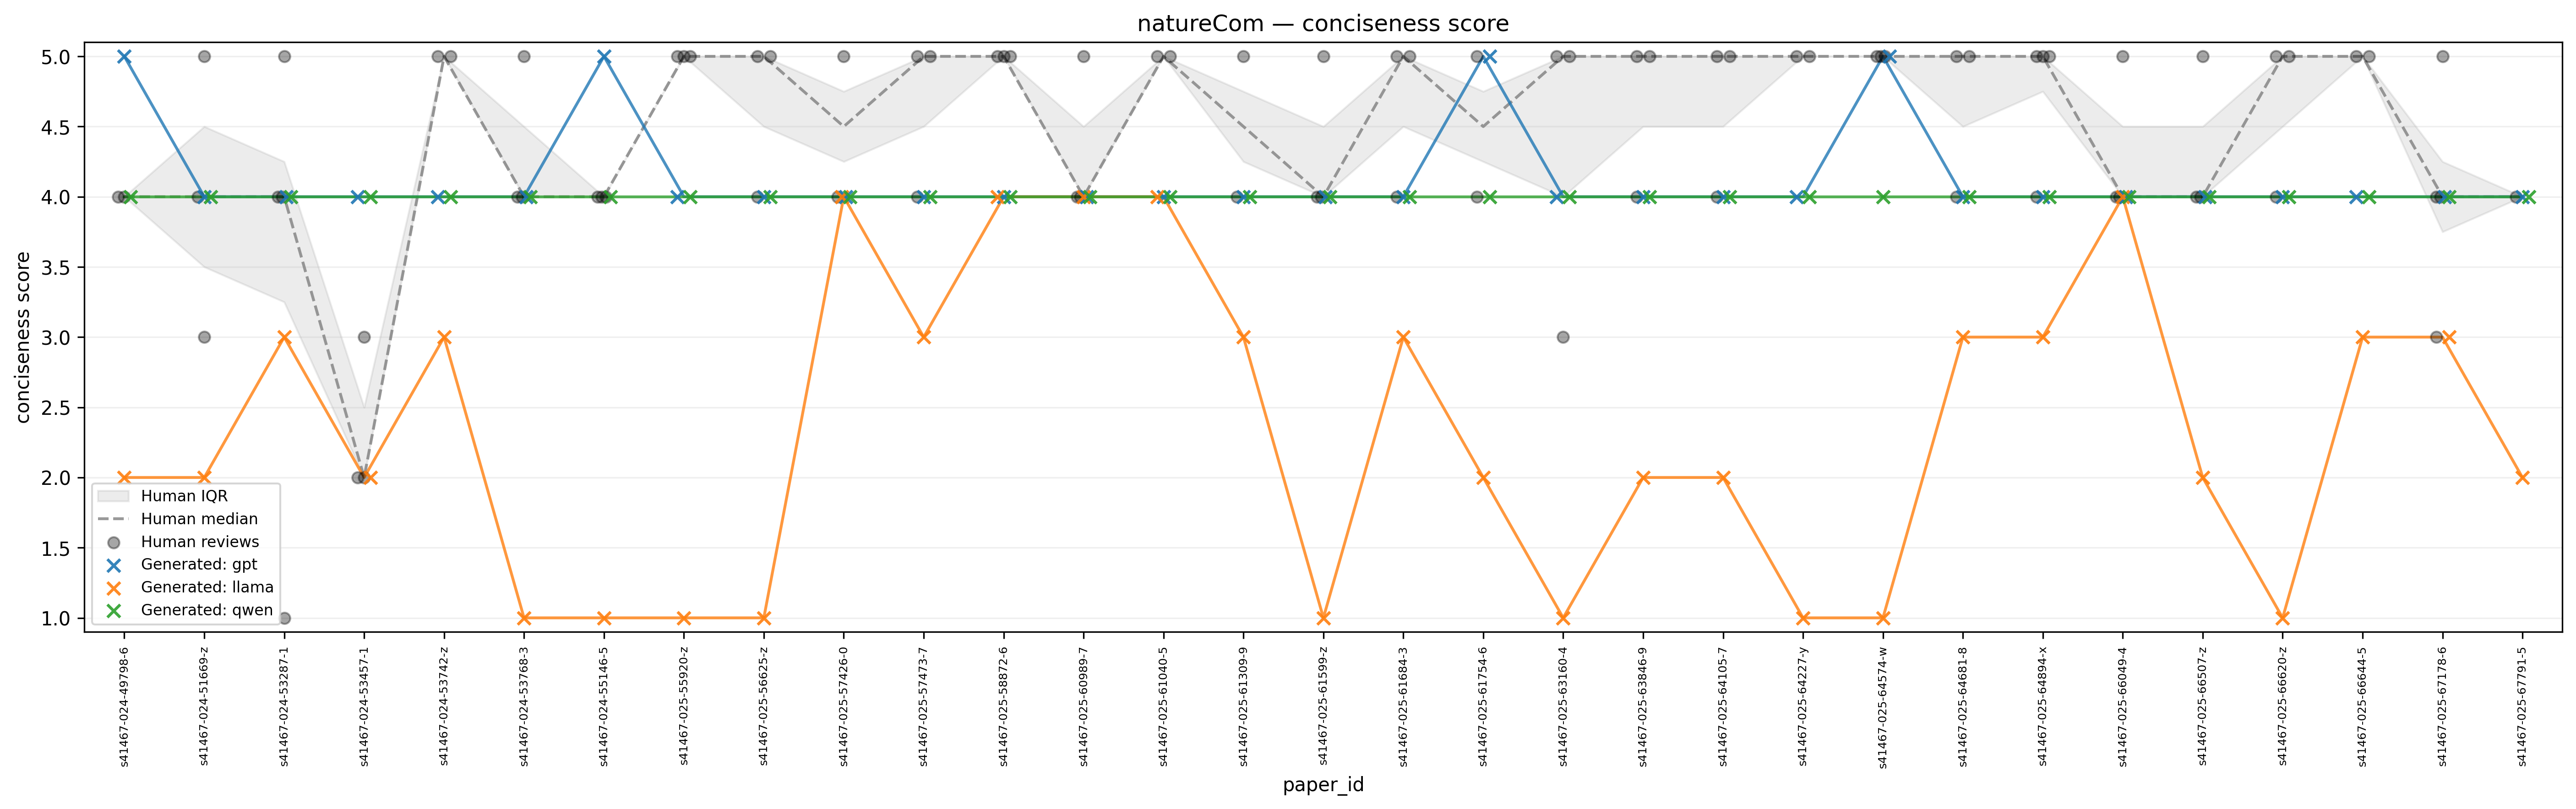 natureCom — conciseness score
conciseness score
5.0
4.5
4.0
3.5
3.0
2.5
2.0
1.5
1.0
Human IQR
Human median
Human reviews
Generated: gpt
Generated: llama
Generated: qwen
s41467-024-49798-6
s41467-024-51669-z
s41467-024-53287-1
s41467-024-53457-1
s41467-024-53742-z
s41467-024-53768-3
s41467-024-55146-5
s41467-025-55920-z
s41467-025-56625-z
s41467-025-57426-0
s41467-025-57473-7
s41467-025-58872-6
s41467-025-60989-7
s41467-025-61040-5
s41467-025-61309-9
s41467-025-61599-z
s41467-025-61684-3
s41467-025-61754-6
s41467-025-63160-4
s41467-025-63846-9
s41467-025-64105-7
s41467-025-64227-y
s41467-025-64574-w
s41467-025-64681-8
s41467-025-64894-x
s41467-025-66049-4
s41467-025-66507-z
s41467-025-66620-z
s41467-025-66644-5
s41467-025-67178-6
s41467-025-67791-5
paper_id